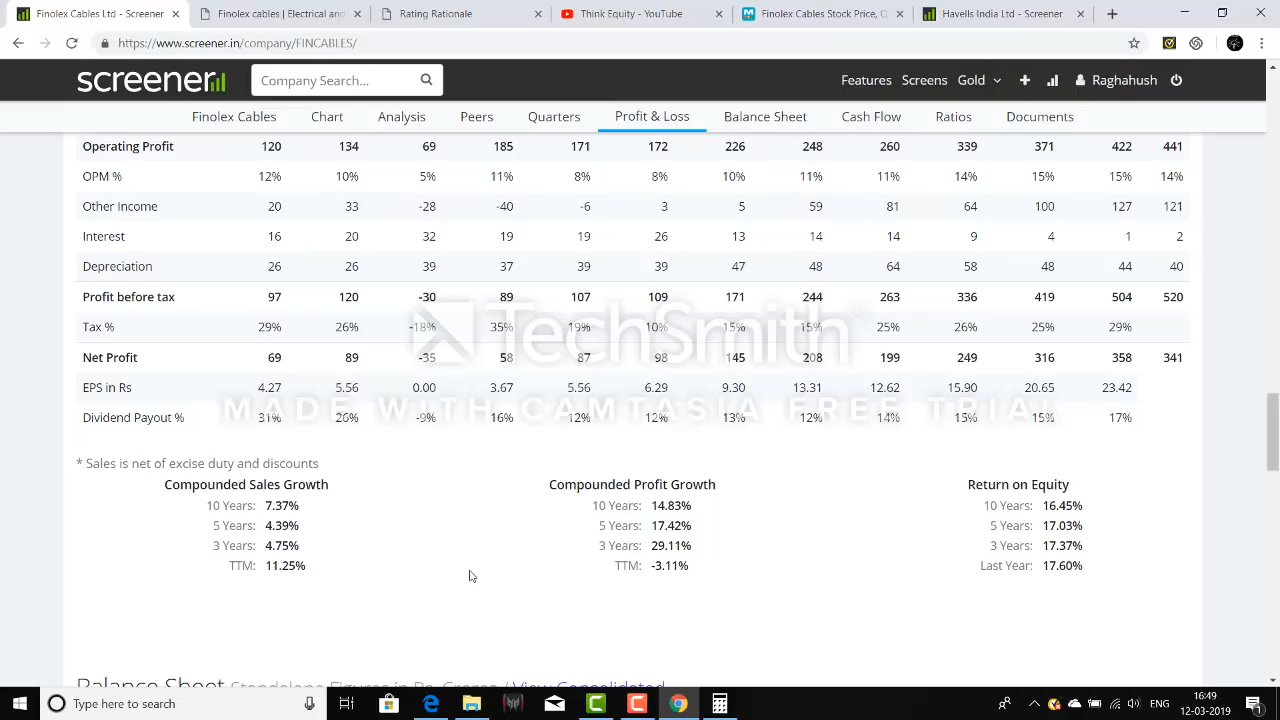 Finolex Cables Ltd - Screener
Finolex cables | Electrical and
Rating Rationale
Think Equity - YouTube
Finolex Cables Stock Price, Q
Havells India Ltd - Screener
https://www.screener.in/company/FINCABLES/
screener
Company Search...
Features Screens Gold Raghahush
Finolex Cables Chart Analysis Peers Quarters Profit & Loss Balance Sheet Cash Flow Ratios Documents
Operating Profit 120 134 69 185 171 172 226 248 260 339 371 422 441
OPM % 12% 10% 5% 11% 8% 8% 10% 11% 11% 14% 15% 15% 14%
Other Income 20 33 -28 -40 -6 3 5 59 81 64 100 127 121
Interest 16 20 32 19 19 26 13 14 14 9 4 1 2
Depreciation 26 26 39 37 39 39 47 48 64 58 48 44 40
Profit before tax 97 120 -30 89 107 109 171 244 263 336 419 504 520
Tax % 29% 26% -18% 35% 19% 10% 15% 15% 25% 26% 25% 29%
TechSmith
Net Profit 69 89 -35 58 87 98 145 208 199 249 316 358 341
EPS in Rs 4.27 5.56 0.00 3.67 5.56 6.29 9.30 13.31 12.62 15.90 20.65 23.42
MADE WITH CAMTASIA FREE TRIAL
Dividend Payout % 31% 26% -9% 16% 12% 12% 13% 12% 14% 15% 15% 17%
* Sales is net of excise duty and discounts
Compounded Sales Growth Compounded Profit Growth Return on Equity
10 Years: 7.37% 10 Years: 14.83% 10 Years: 16.45%
5 Years: 4.39% 5 Years: 17.42% 5 Years: 17.03%
3 Years: 4.75% 3 Years: 29.11% 3 Years: 17.37%
TTM: 11.25% TTM: -3.11% Last Year: 17.60%
Balance Sheet Standalone Figures in Rs. Crores / View Consolidated
Type here to search
16:49
ENG
12-03-2019
1